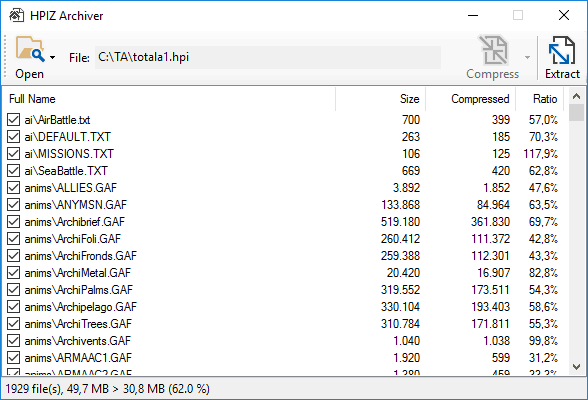 HPIZ Archiver
Open File: C:\TA\totala1.hpi Compress Extract
Full Name Size Compressed Ratio
ai\AirBattle.txt 700 399 57,0%
ai\DEFAULT.TXT 263 185 70,3%
ai\MISSIONS.TXT 106 125 117,9%
ai\SeaBattle.TXT 669 420 62,8%
anims\ALLIES.GAF 3.892 1.852 47,6%
anims\ANYMSN.GAF 133.868 84.964 63,5%
anims\Archibrief.GAF 519.180 361.830 69,7%
anims\ArchiFoli.GAF 260.412 111.372 42,8%
anims\ArchiFronds.GAF 259.388 112.301 43,3%
anims\ArchiMetal.GAF 20.420 16.907 82,8%
anims\ArchiPalms.GAF 319.552 173.511 54,3%
anims\Archipelago.GAF 330.104 193.403 58,6%
anims\ArchiTrees.GAF 310.784 171.811 55,3%
anims\Archivents.GAF 1.040 1.038 99,8%
anims\ARMAAC1.GAF 1.920 599 31,2%
anims\ARMAAC2.GAF 1.380 459 33,3%
1929 file(s), 49,7 MB > 30,8 MB (62.0 %)